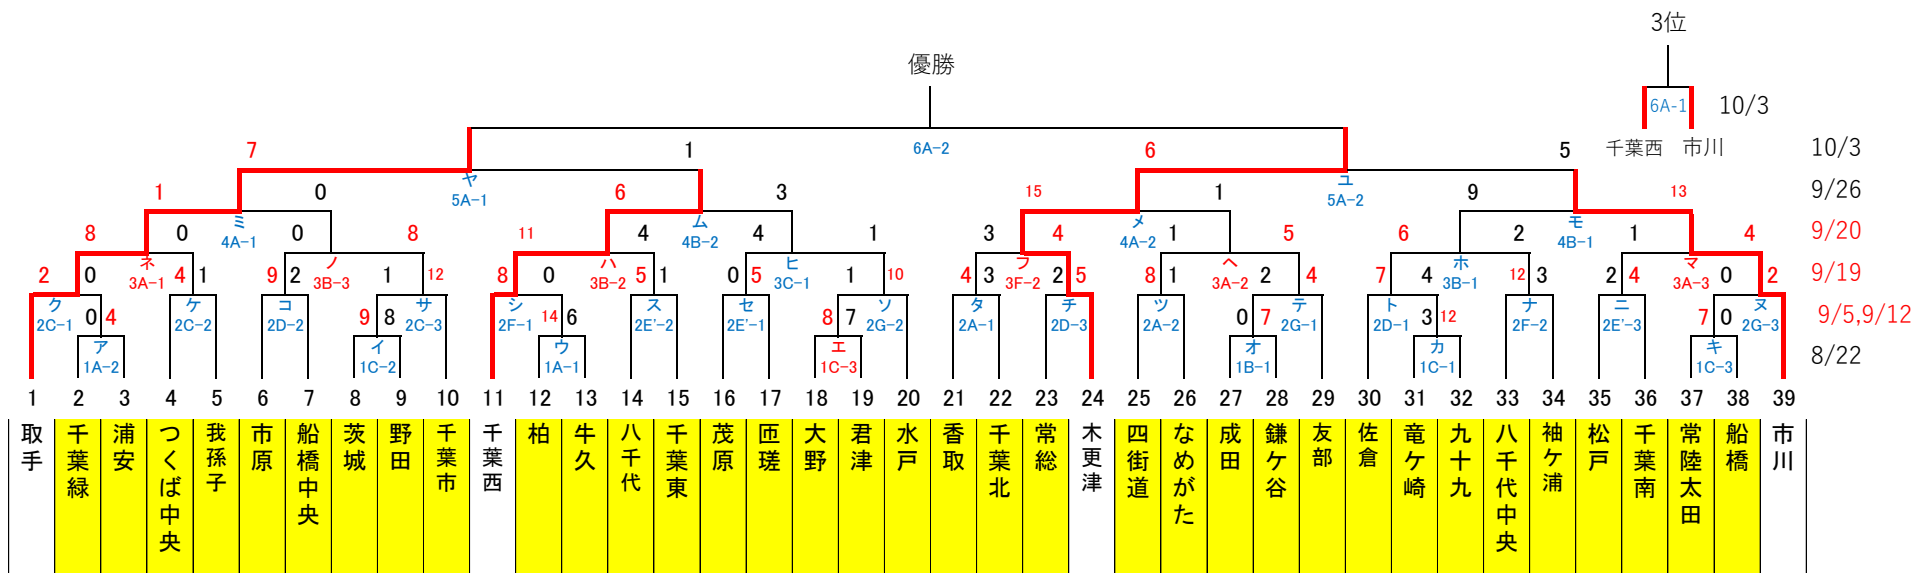 3位
優勝
6A-1 10/3
7 1 6A-2 6 5 千葉西 市川 10/3
1 0 ヤ 6 3 15 1 ユ 9 13 9/26
5A-1 5A-2
8 0 ミ 0 8 11 4 ム 4 1 3 4 メ 1 5 6 2 モ 1 4 9/20
4A-1 4B-2 4A-2 4B-1
2 0 ネ 4 1 9 2 ノ 1 12 8 0 ハ 5 1 0 5 ヒ 1 10 4 3 フ 2 5 8 1 ヘ 2 4 7 4 ホ 12 3 2 4 マ 0 2 9/19
3A-1 3B-3 3B-2 3C-1 3F-2 3A-2 3B-1 3A-3
ク ケ コ サ シ ス セ ソ タ チ ツ テ ト ナ ニ ヌ
2C-1 0 4 2C-2 2D-2 9 8 2C-3 2F-1 14 6 2E'-2 2E'-1 8 7 2G-2 2A-1 2D-3 2A-2 0 7 2G-1 2D-1 3 12 2F-2 2E'-3 7 0 2G-3 9/5,9/12
ア イ ウ エ オ カ キ 8/22
1A-2 1C-2 1A-1 1C-3 1B-1 1C-1 1C-3
1 2 3 4 5 6 7 8 9 10 11 12 13 14 15 16 17 18 19 20 21 22 23 24 25 26 27 28 29 30 31 32 33 34 35 36 37 38 39
取手
千葉緑
浦安
つくば中央
我孫子
市原
船橋中央
茨城
野田
千葉市
千葉西
柏
牛久
八千代
千葉東
茂原
匝瑳
大野
君津
水戸
香取
千葉北
常総
木更津
四街道
なめがた
成田
鎌ケ谷
友部
佐倉
竜ケ崎
九十九
八千代中央
袖ケ浦
松戸
千葉南
常陸太田
船橋
市川